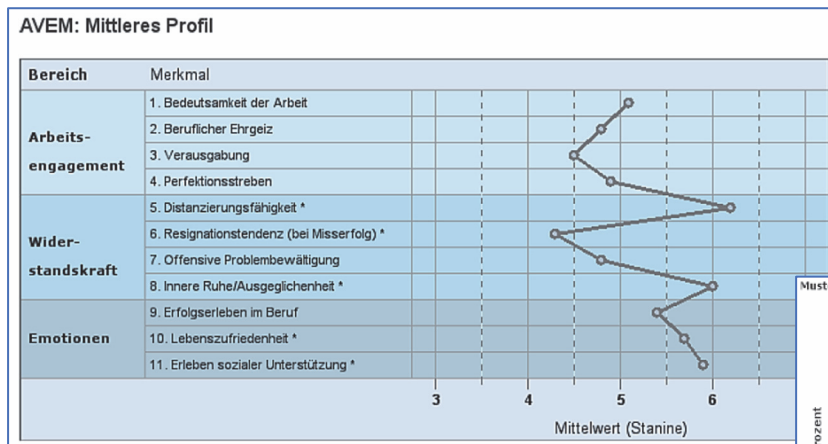 AVEM: Mittleres Profil
Bereich Merkmal
Arbeits-
engagement
1. Bedeutsamkeit der Arbeit
2. Beruflicher Ehrgeiz
3. Verausgabung
4. Perfektionsstreben
Wider-
standskraft
5. Distanzierungsfähigkeit *
6. Resignationstendenz (bei Misserfolg) *
7. Offensive Problembewältigung
8. Innere Ruhe/Ausgeglichenheit *
Emotionen
9. Erfolgserleben im Beruf
10. Lebenszufriedenheit *
11. Erleben sozialer Unterstützung *
3 4 5 6
Mittelwert (Stanine)
Must
rozent